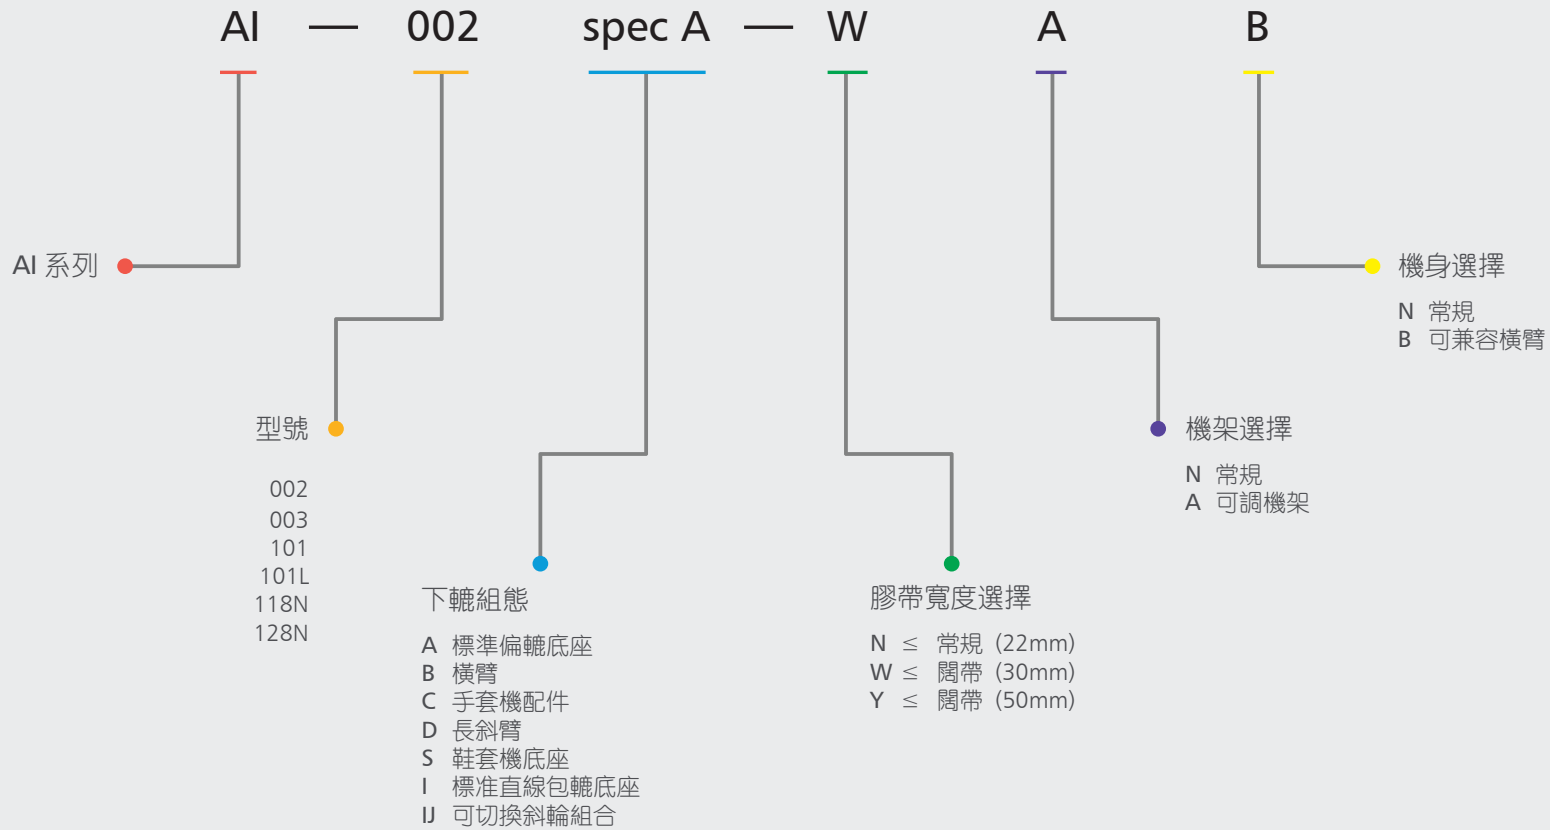 AI — 002 spec A — W A B
AI 系列
機身選擇
N 常規
B 可兼容橫臂
型號
002
003
101
101L
118N
128N
機架選擇
N 常規
A 可調機架
下轆組態
A 標準偏轆底座
B 橫臂
C 手套機配件
D 長斜臂
S 鞋套機底座
I 標准直線包轆底座
IJ 可切換斜輪組合
膠帶寬度選擇
N ≤ 常規 (22mm)
W ≤ 闊帶 (30mm)
Y ≤ 闊帶 (50mm)